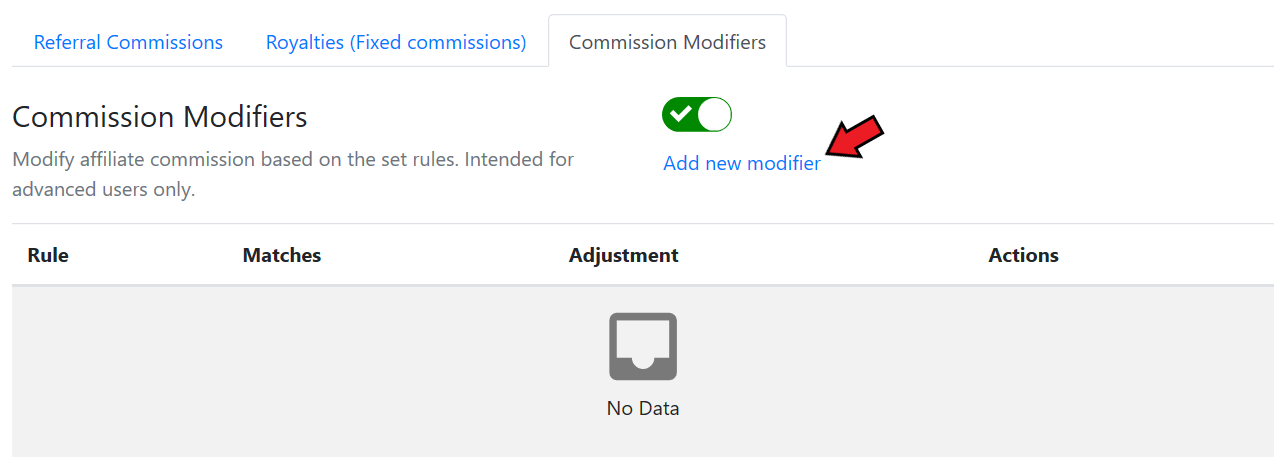 Referral Commissions
Royalties (Fixed commissions)
Commission Modifiers
Commission Modifiers
Modify affiliate commission based on the set rules. Intended for
advanced users only.
Add new modifier
Rule Matches Adjustment Actions
No Data